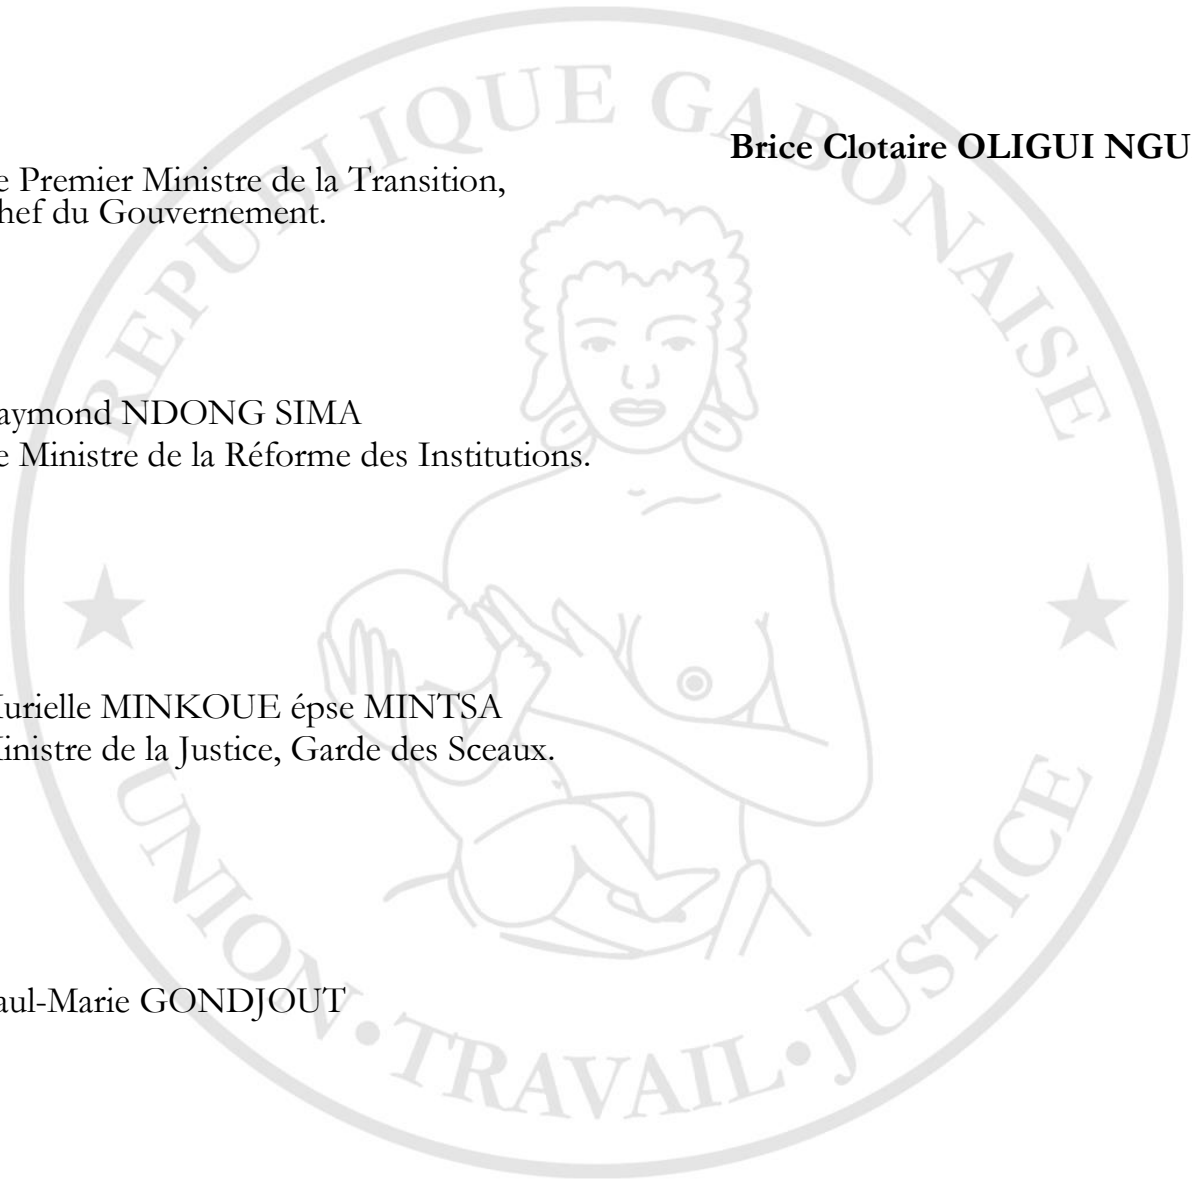 REPUBLIQUE GABONAISE
Brice Clotaire OLIGUI NGU
e Premier Ministre de la Transition,
hef du Gouvernement.
aymond NDONG SIMA
e Ministre de la Réforme des Institutions.
urielle MINKOUE épse MINTSA
inistre de la Justice, Garde des Sceaux.
aul-Marie GONDJOUT
UNION • TRAVAIL • JUSTICE